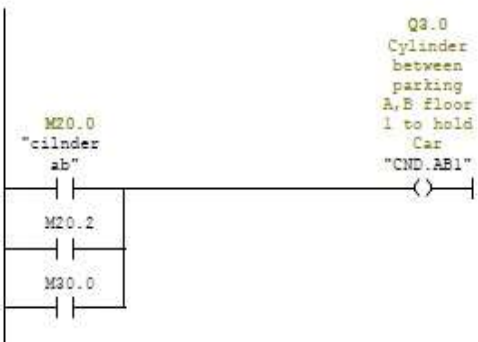 Q3.0
Cylinder
between
parking
A,B floor
1 to hold
Car
"CND.AB1"
M20.0
"cilnder
ab"
M20.2
M30.0